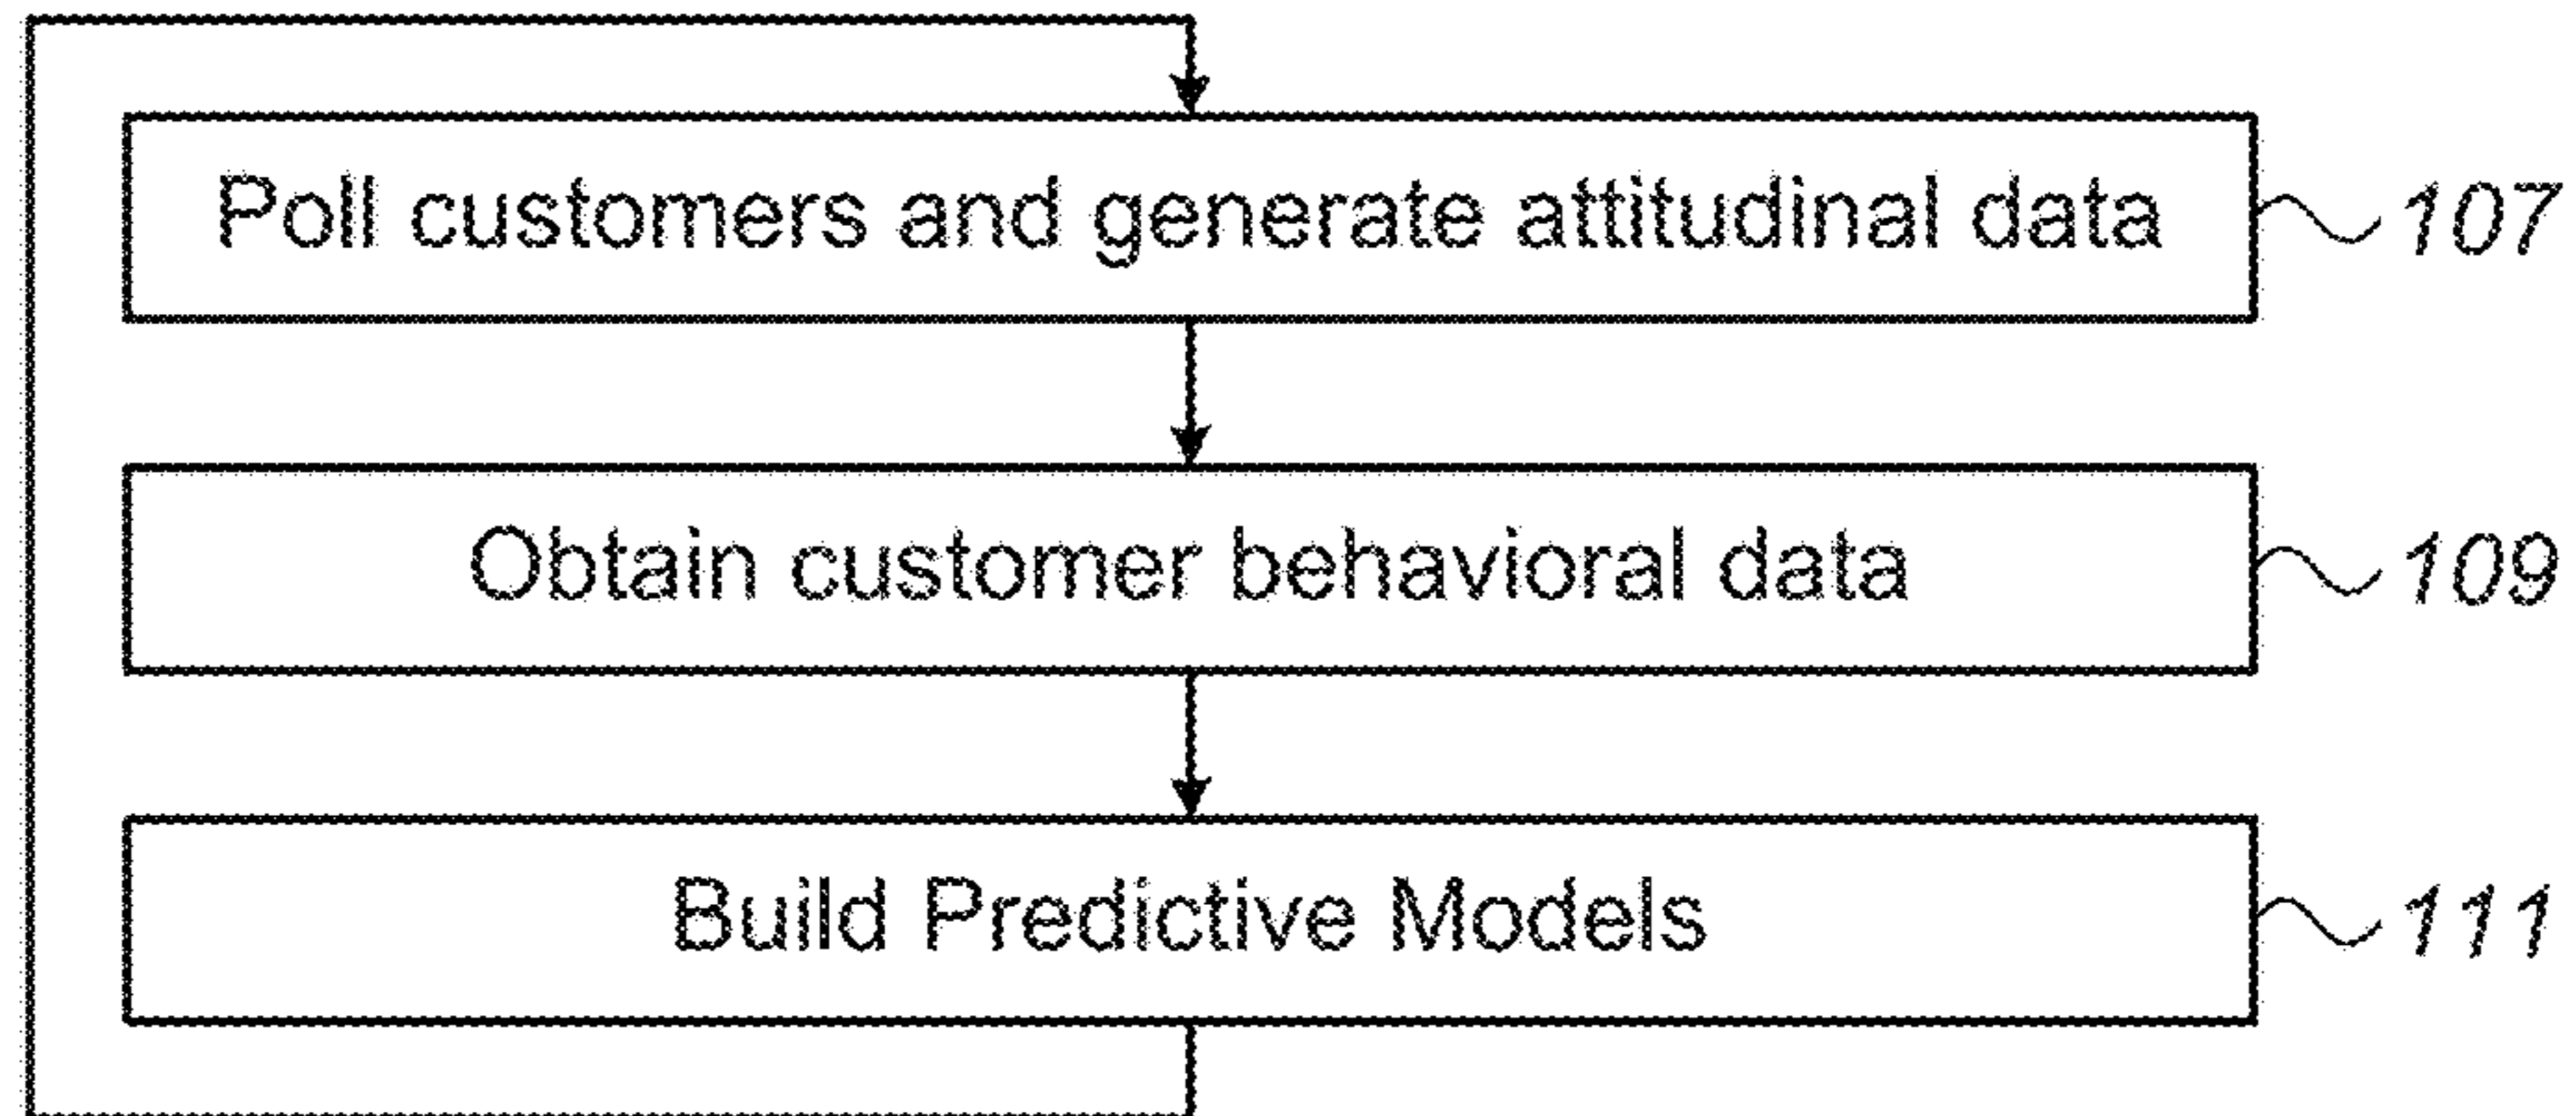 Poll customers and generate attitudinal data 107
Obtain customer behavioral data 109
Build Predictive Models 111